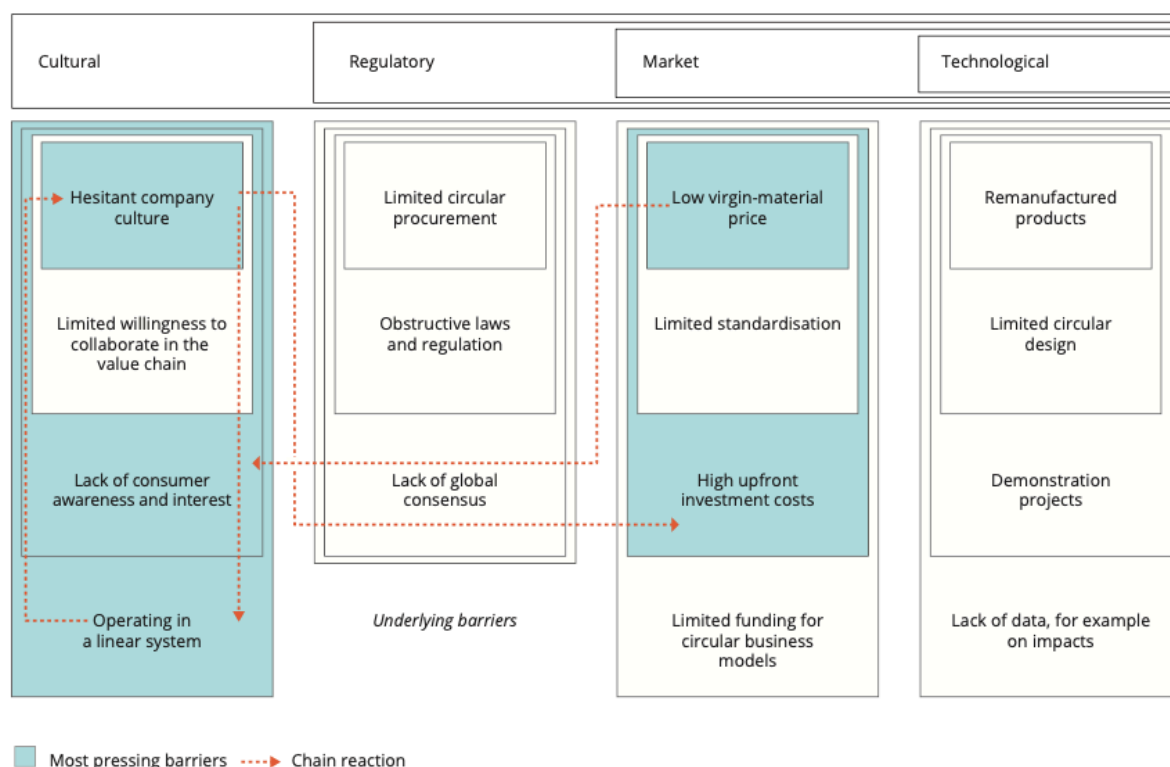 Cultural
Regulatory
Market
Technological
Hesitant company
culture
Limited willingness to
collaborate in the
value chain
Lack of consumer
awareness and interest
Operating in
a linear system
Limited circular
procurement
Obstructive laws
and regulation
Lack of global
consensus
Underlying barriers
Low virgin-material
price
Limited standardisation
High upfront
investment costs
Limited funding for
circular business
models
Remanufactured
products
Limited circular
design
Demonstration
projects
Lack of data, for example
on impacts
Most pressing barriers
Chain reaction